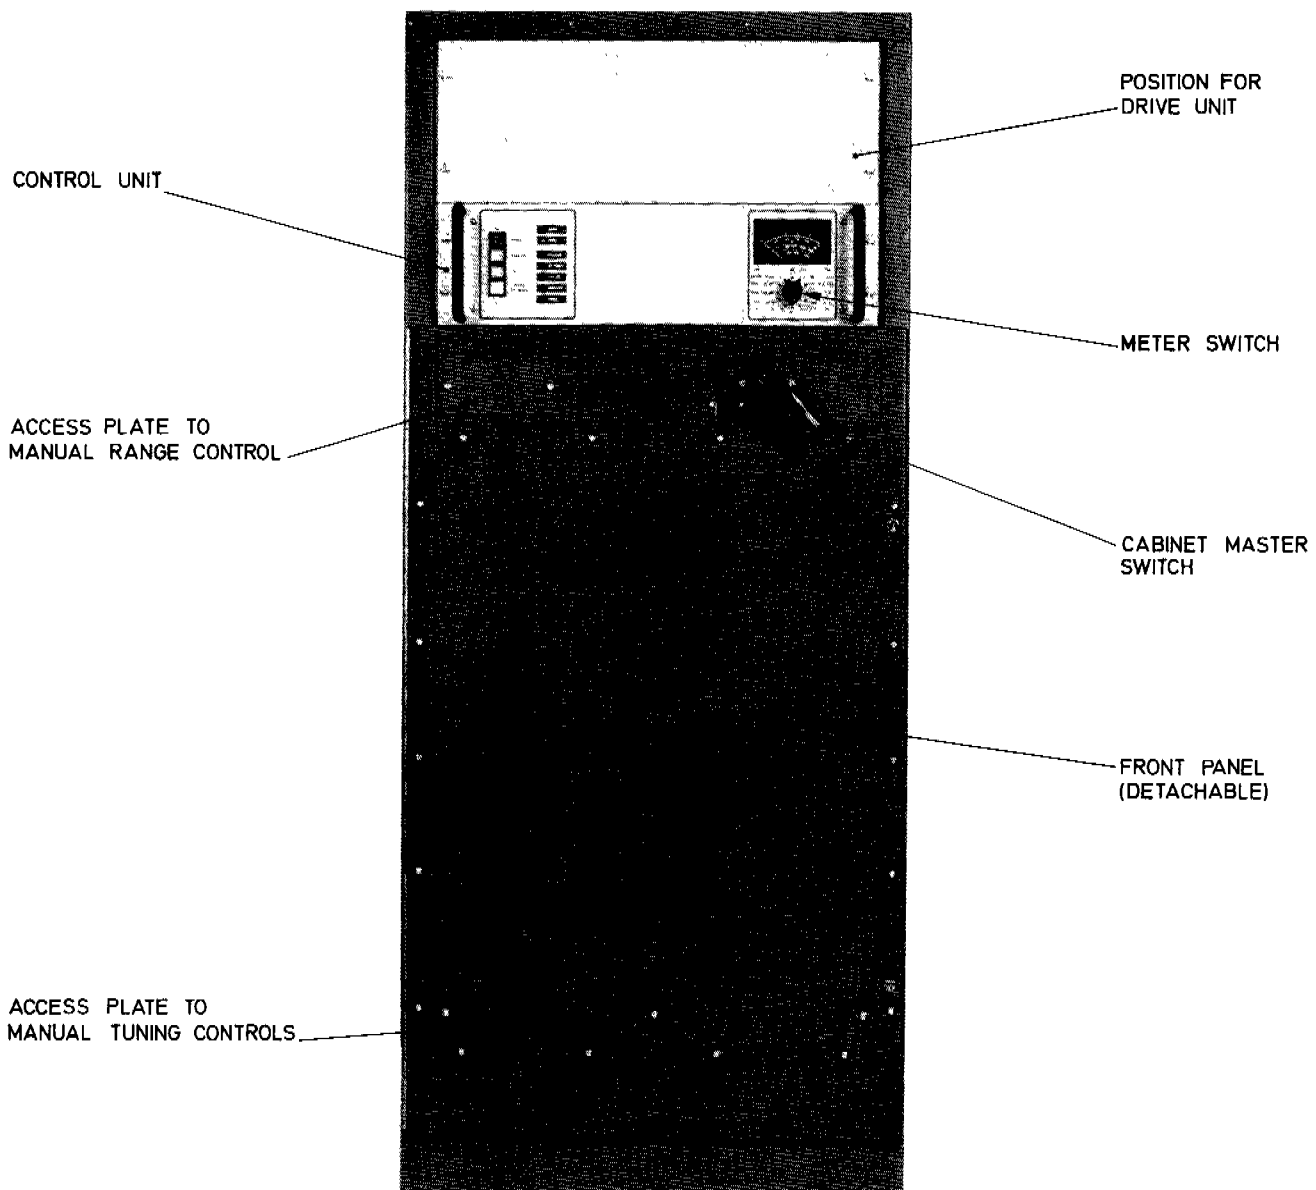 POSITION FOR
DRIVE UNIT
CONTROL UNIT
METER SWITCH
ACCESS PLATE TO
MANUAL RANGE CONTROL
CABINET MASTER
SWITCH
FRONT PANEL
(DETACHABLE)
ACCESS PLATE TO
MANUAL TUNING CONTROLS